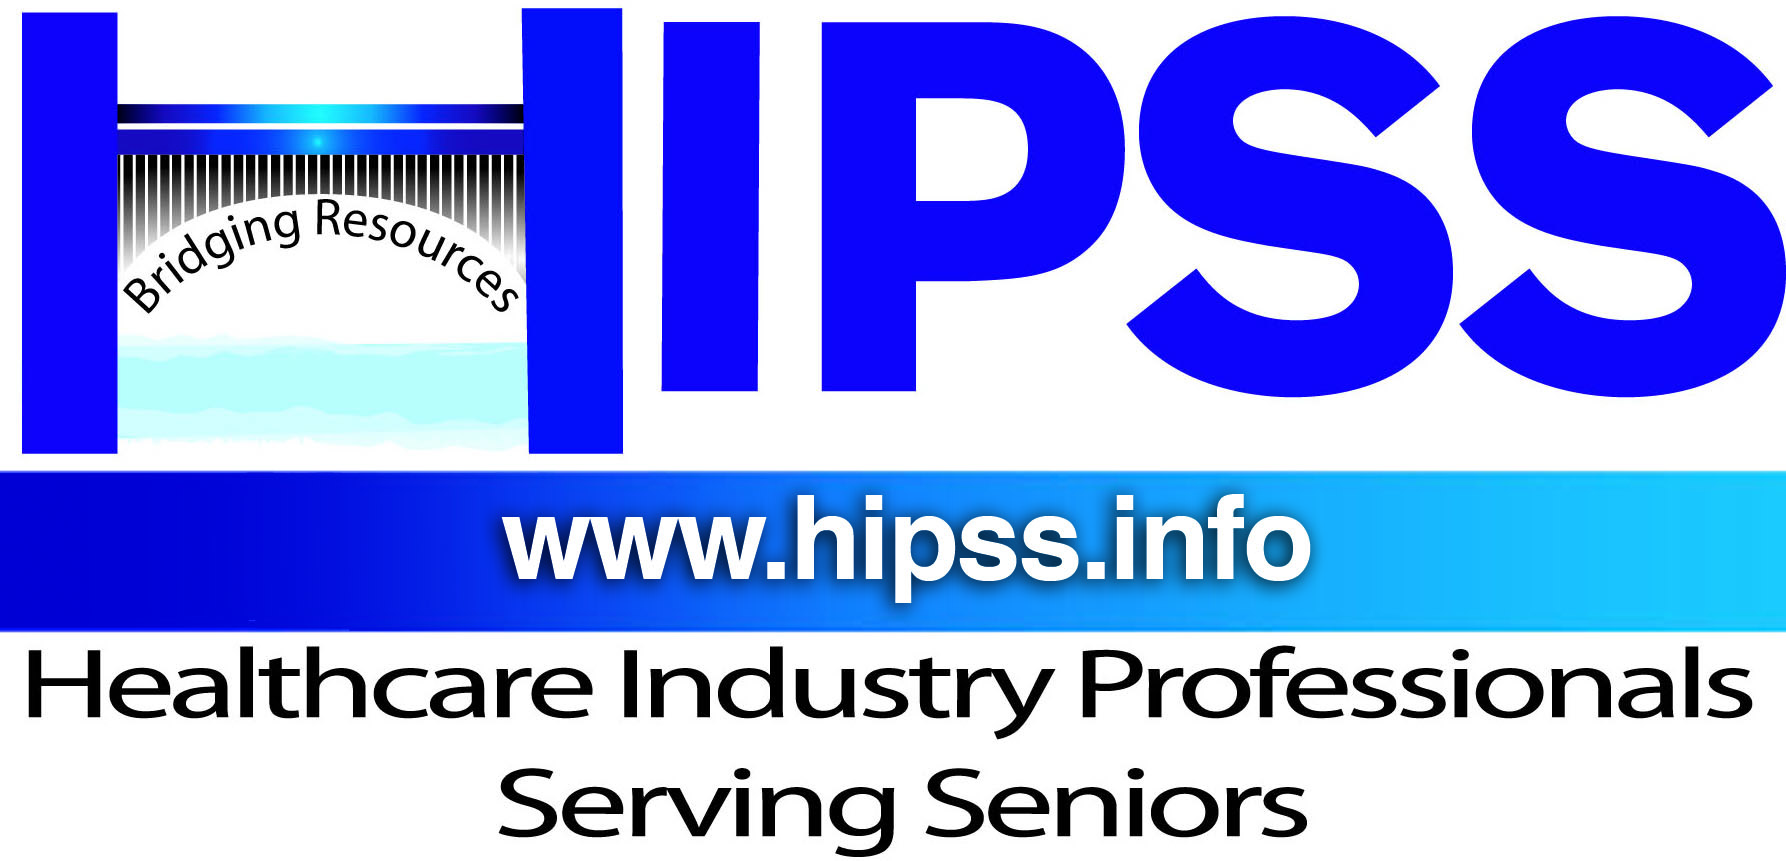 HIPSS
Bridging Resources
www.hipss.info
Healthcare Industry Professionals
Serving Seniors